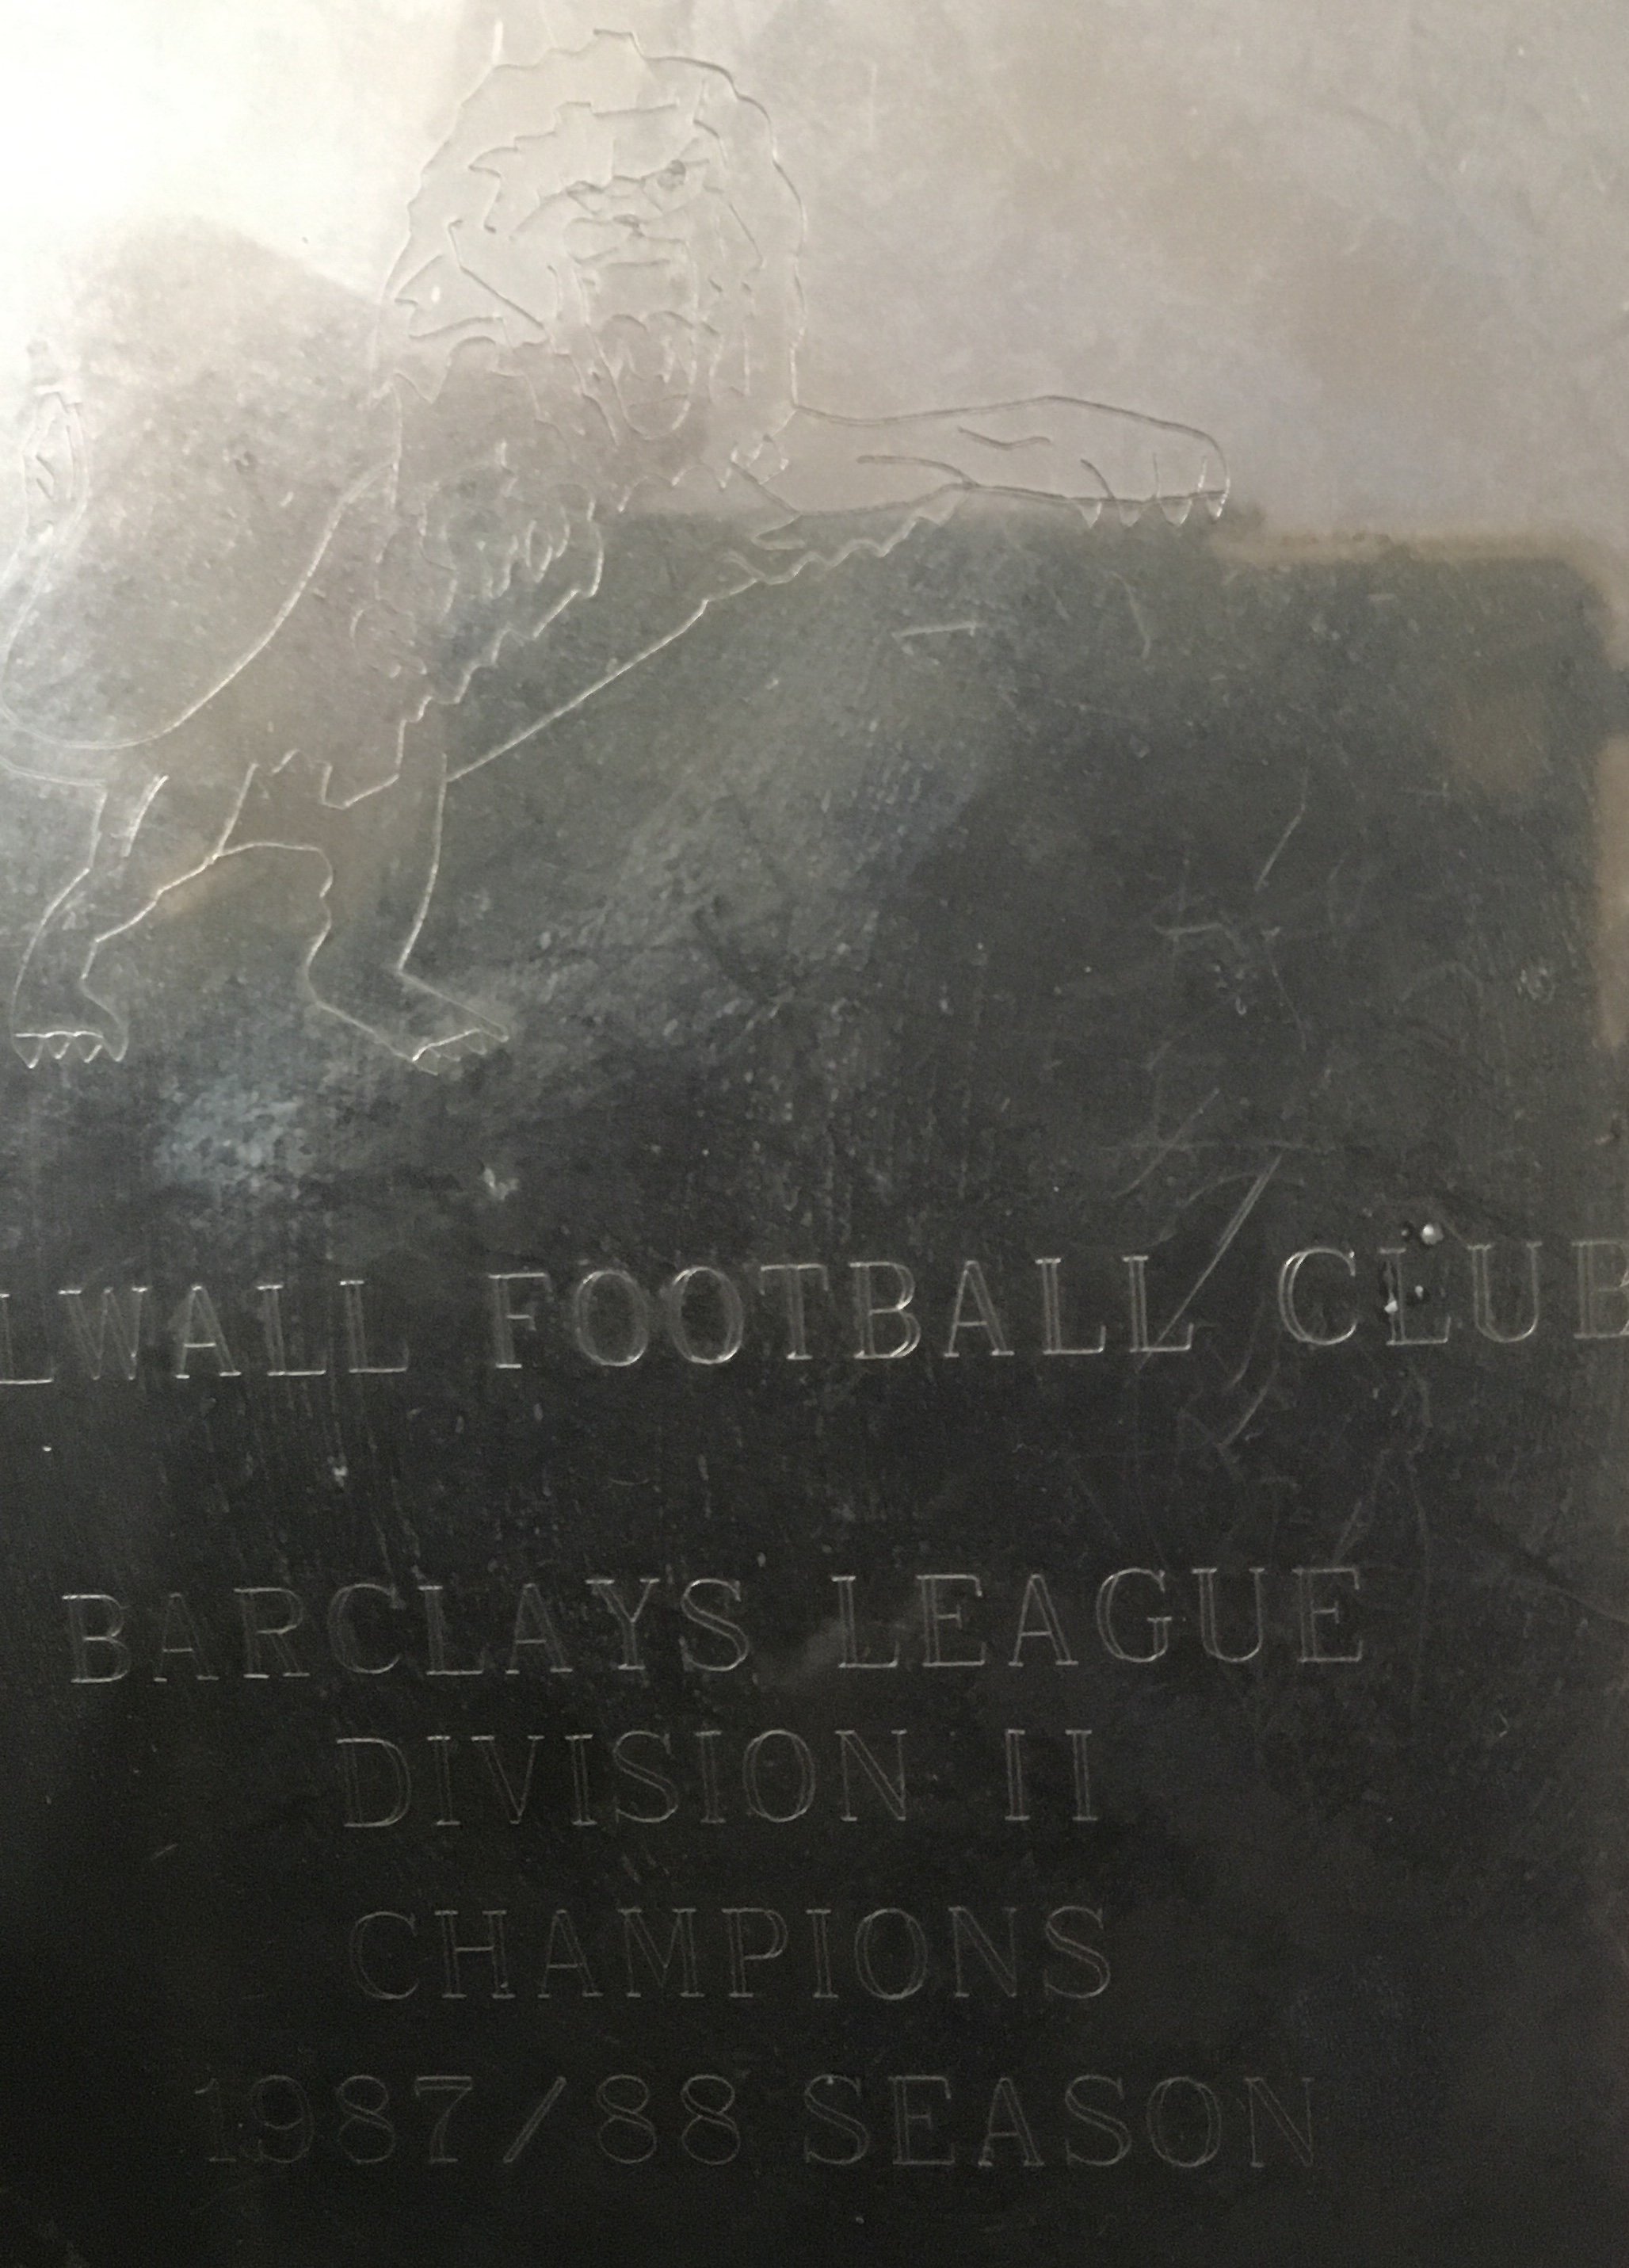 LWALL FOOTBALL CLUB
BARCLAYS LEAGUE
DIVISION II
CHAMPIONS
1987/88 SEASON